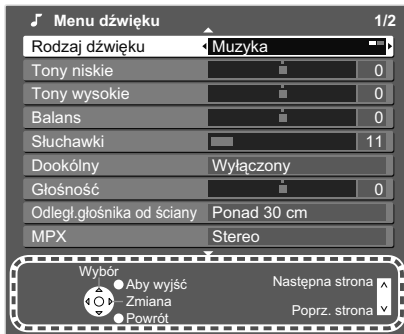 Menu dźwięku 1/2
Rodzaj dźwięku Muzyka
Tony niskie 0
Tony wysokie 0
Balans 0
Słuchawki 11
Dookólny Wyłączony
Głośność 0
Odległ.głośnika od ściany Ponad 30 cm
MPX Stereo
Wybór
Aby wyjść Następna strona
Zmiana
Powrót Poprz. strona